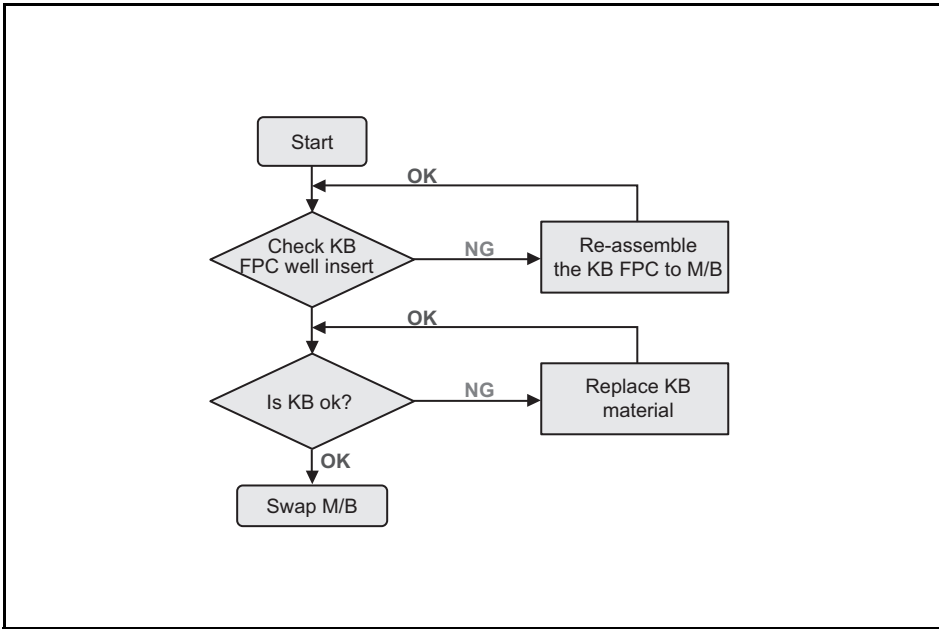 Start
OK
Check KB
FPC well insert
NG
Re-assemble
the KB FPC to M/B
OK
Is KB ok?
NG
Replace KB
material
OK
Swap M/B